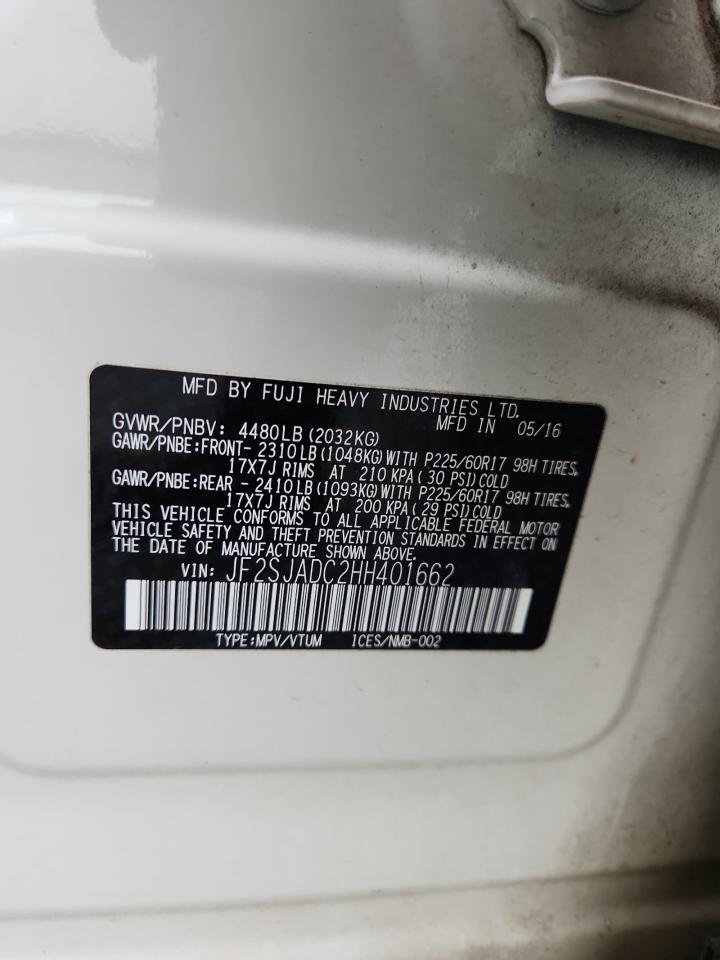 MFD BY FUJI HEAVY INDUSTRIES LTD.
MFD IN 05/16
GVWR/PNBV: 4480LB (2032KG)
GAWR/PNBE:FRONT- 2310 LB (1048KG) WITH P225/60R17 98H TIRES,
17X7J RIMS AT 210 KPA ( 30 PSI) COLD
GAWR/PNBE:REAR - 2410 LB (1093KG) WITH P225/60R17 98H TIRES,
17X7J RIMS AT 200 KPA ( 29 PSI) COLD
THIS VEHICLE CONFORMS TO ALL APPLICABLE FEDERAL MOTOR
VEHICLE SAFETY AND THEFT PREVENTION STANDARDS IN EFFECT ON
THE DATE OF MANUFACTURE SHOWN ABOVE.
VIN: JF2SJADC2HH401662
TYPE:MPV/VTUM ICES/NMB-002